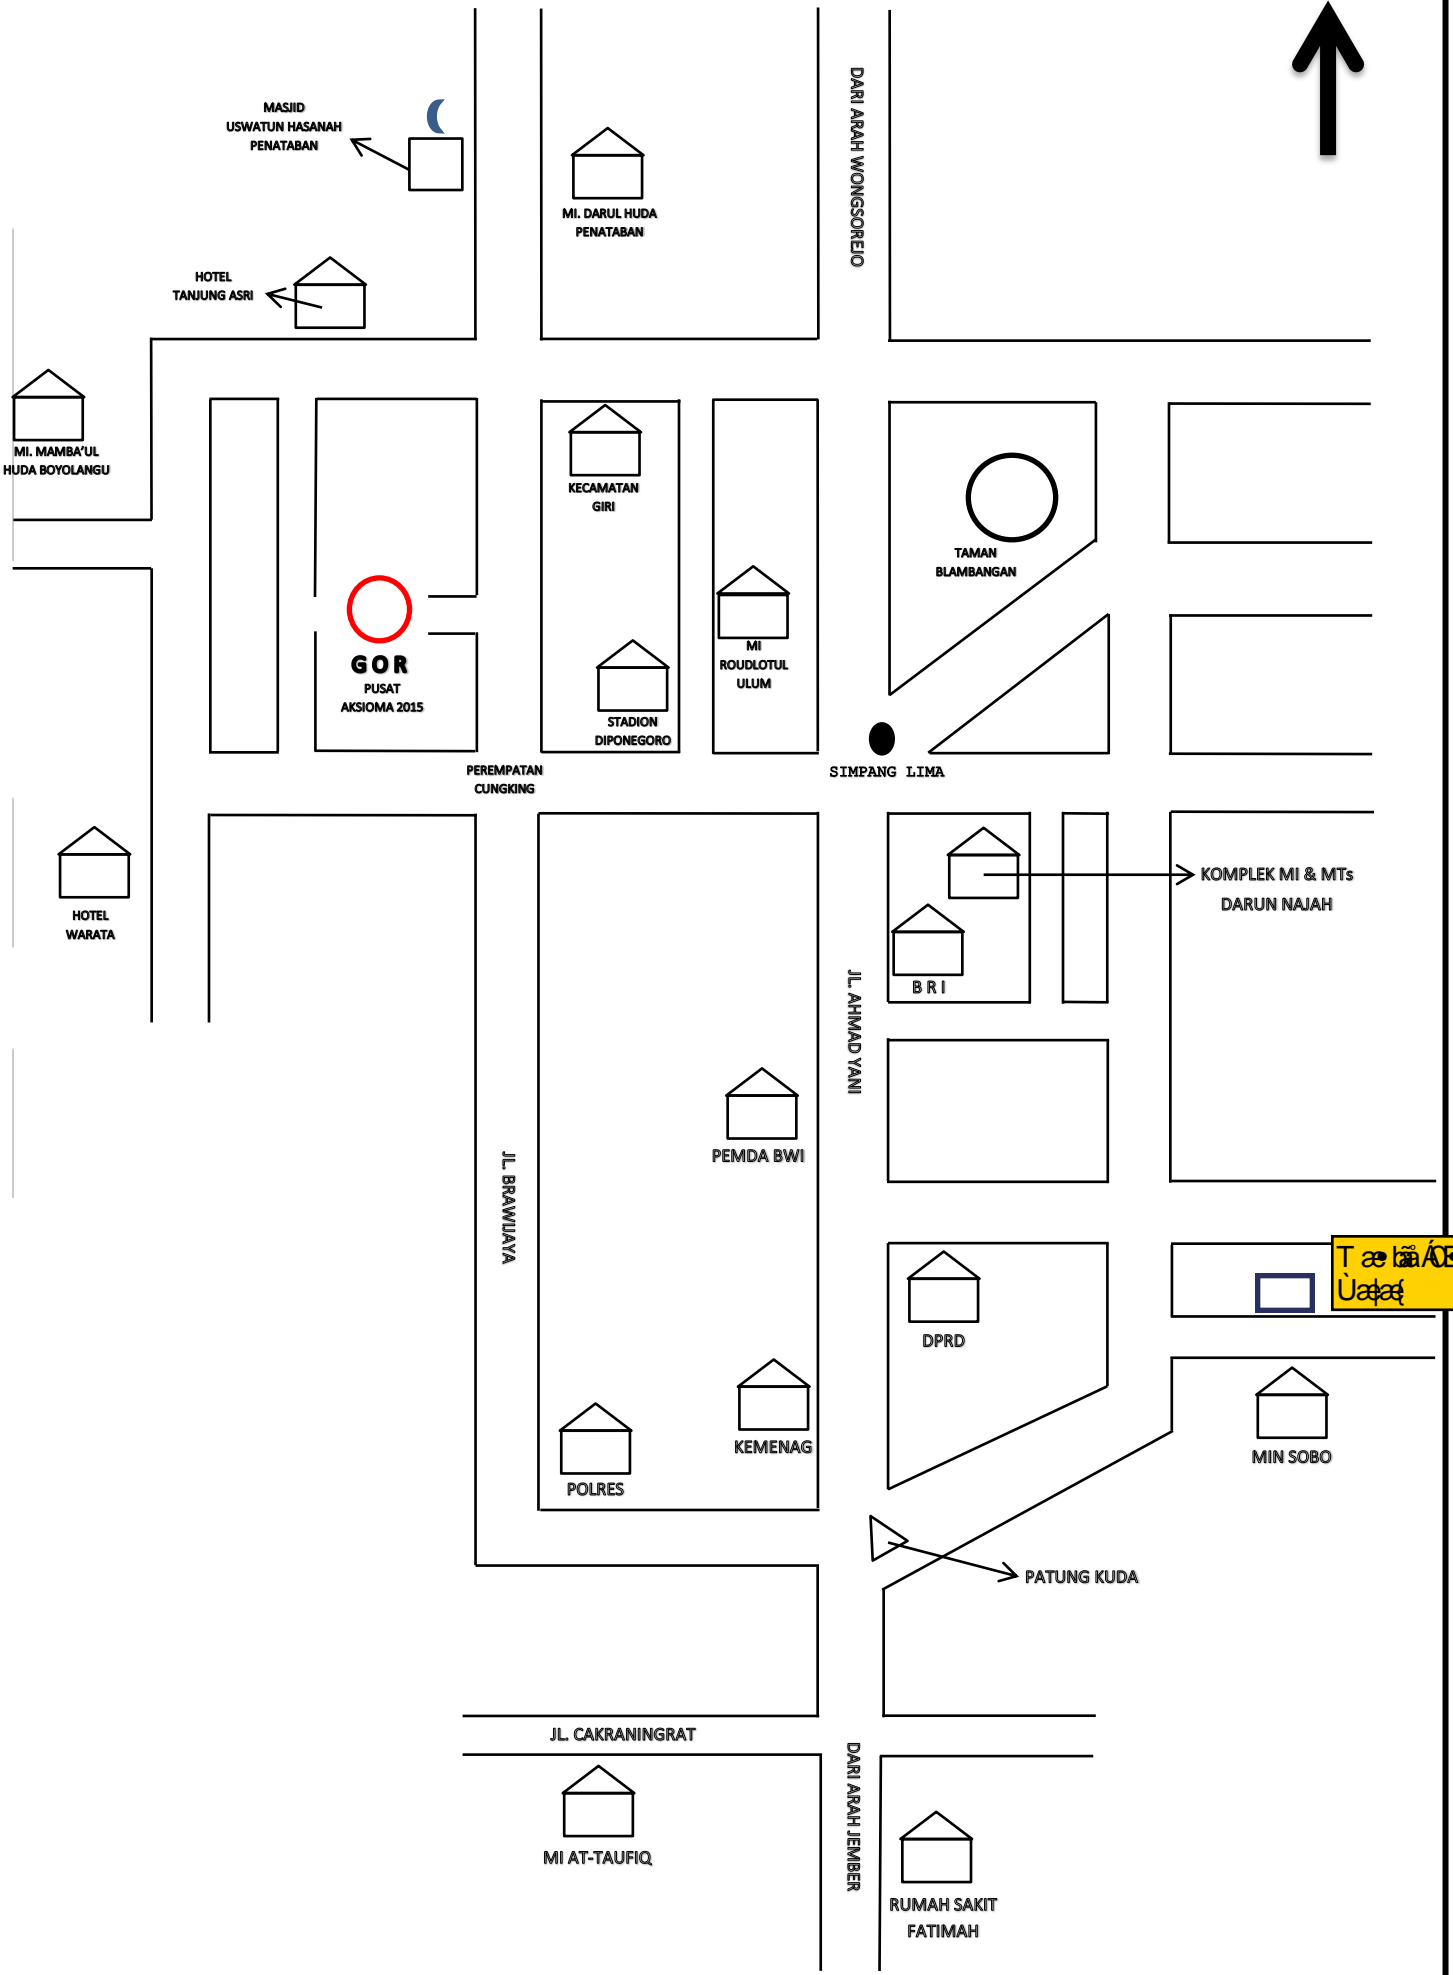 DARI ARAH WONGSOREJO
MASJID
USWATUN HASANAH
PENATABAN
MI. DARUL HUDA
PENATABAN
HOTEL
TANJUNG ASRI
MI. MAMBA'UL
HUDA BOYOLANGU
KECAMATAN
GIRI
TAMAN
BLAMBANGAN
MI
ROUDLOTUL
ULUM
GOR
PUSAT
AKSIOMA 2015
STADION
DIPONEGORO
PEREMPATAN
CUNGKING
SIMPANG LIMA
KOMPLEK MI & MTs
DARUN NAJAH
HOTEL
WARATA
B R I
JL. AHMAD YANI
PEMDA BWI
JL. BRAWIJAYA
DPRD
KEMENAG
MIN SOBO
POLRES
PATUNG KUDA
JL. CAKRANINGRAT
DARI ARAH JEMBER
MI AT-TAUFIQ
RUMAH SAKIT
FATIMAH